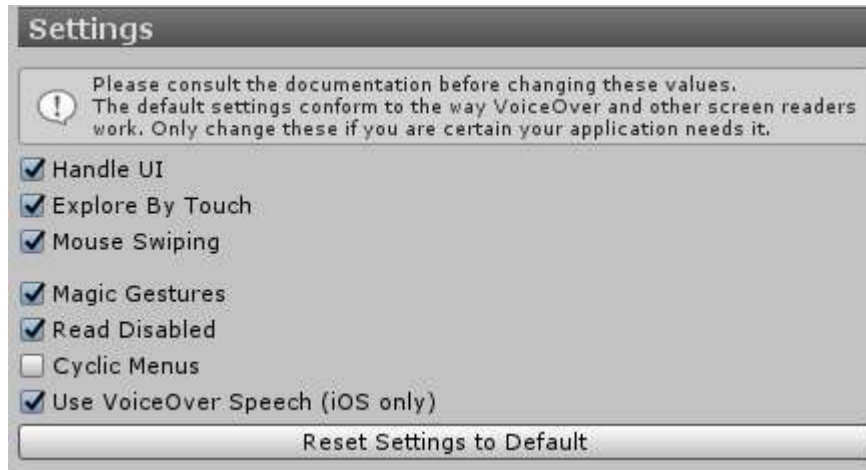 Settings
Please consult the documentation before changing these values.
The default settings conform to the way VoiceOver and other screen readers
work. Only change these if you are certain your application needs it.
Handle UI
Explore By Touch
Mouse Swiping
Magic Gestures
Read Disabled
Cyclic Menus
Use VoiceOver Speech (iOS only)
Reset Settings to Default